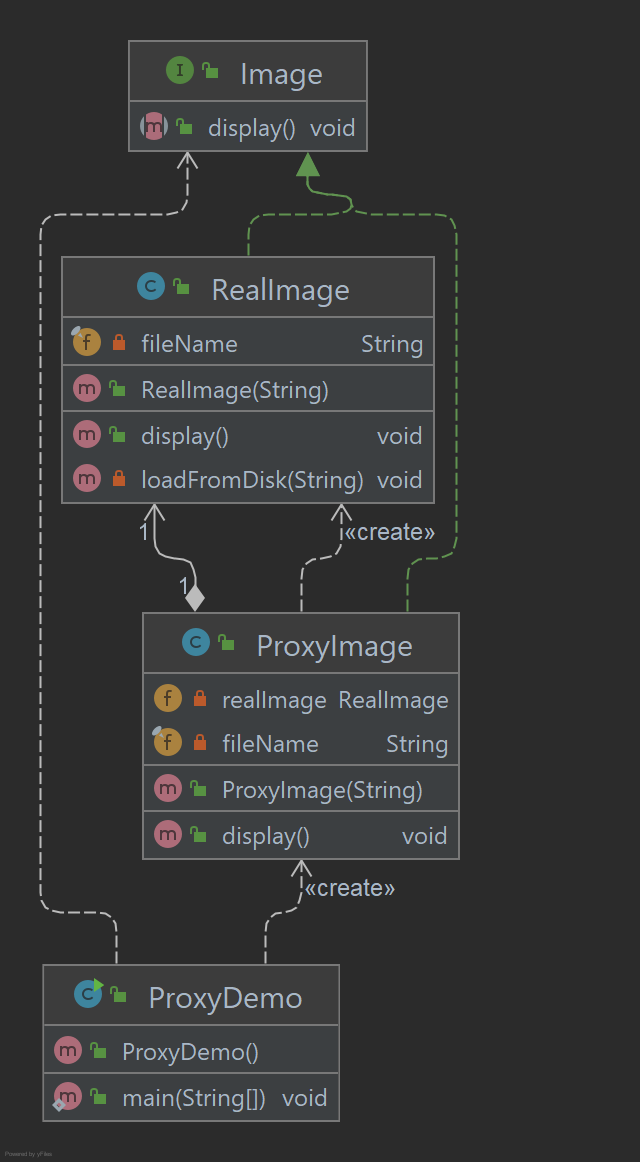 I Image
m display() void
C RealImage
f fileName String
m RealImage(String)
m display() void
m loadFromDisk(String) void
1 «create»
1
C ProxyImage
f realImage RealImage
f fileName String
m ProxyImage(String)
m display() void
«create»
C ProxyDemo
m ProxyDemo()
m main(String[]) void
Powered by yFiles